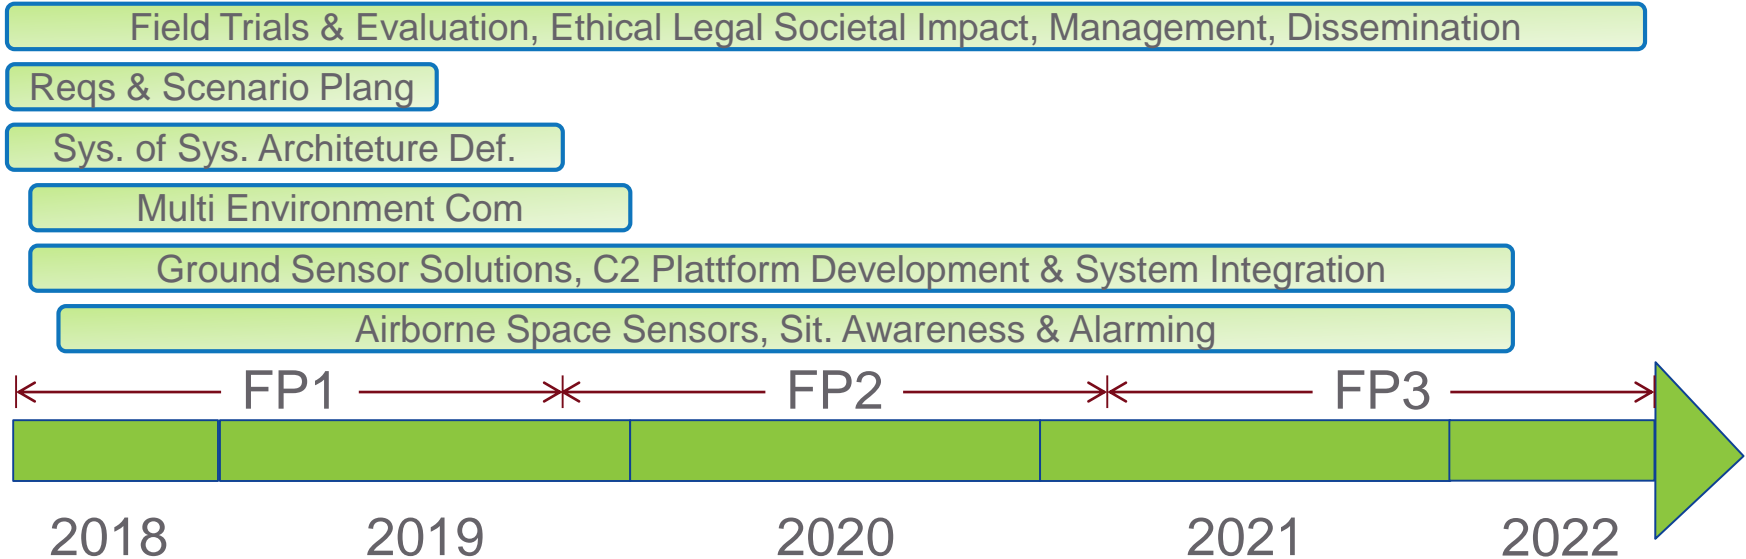 Field Trials & Evaluation, Ethical Legal Societal Impact, Management, Dissemination
Reqs & Scenario Plang
Sys. of Sys. Architeture Def.
Multi Environment Com
Ground Sensor Solutions, C2 Plattform Development & System Integration
Airborne Space Sensors, Sit. Awareness & Alarming
FP1 FP2 FP3
2018 2019 2020 2021 2022